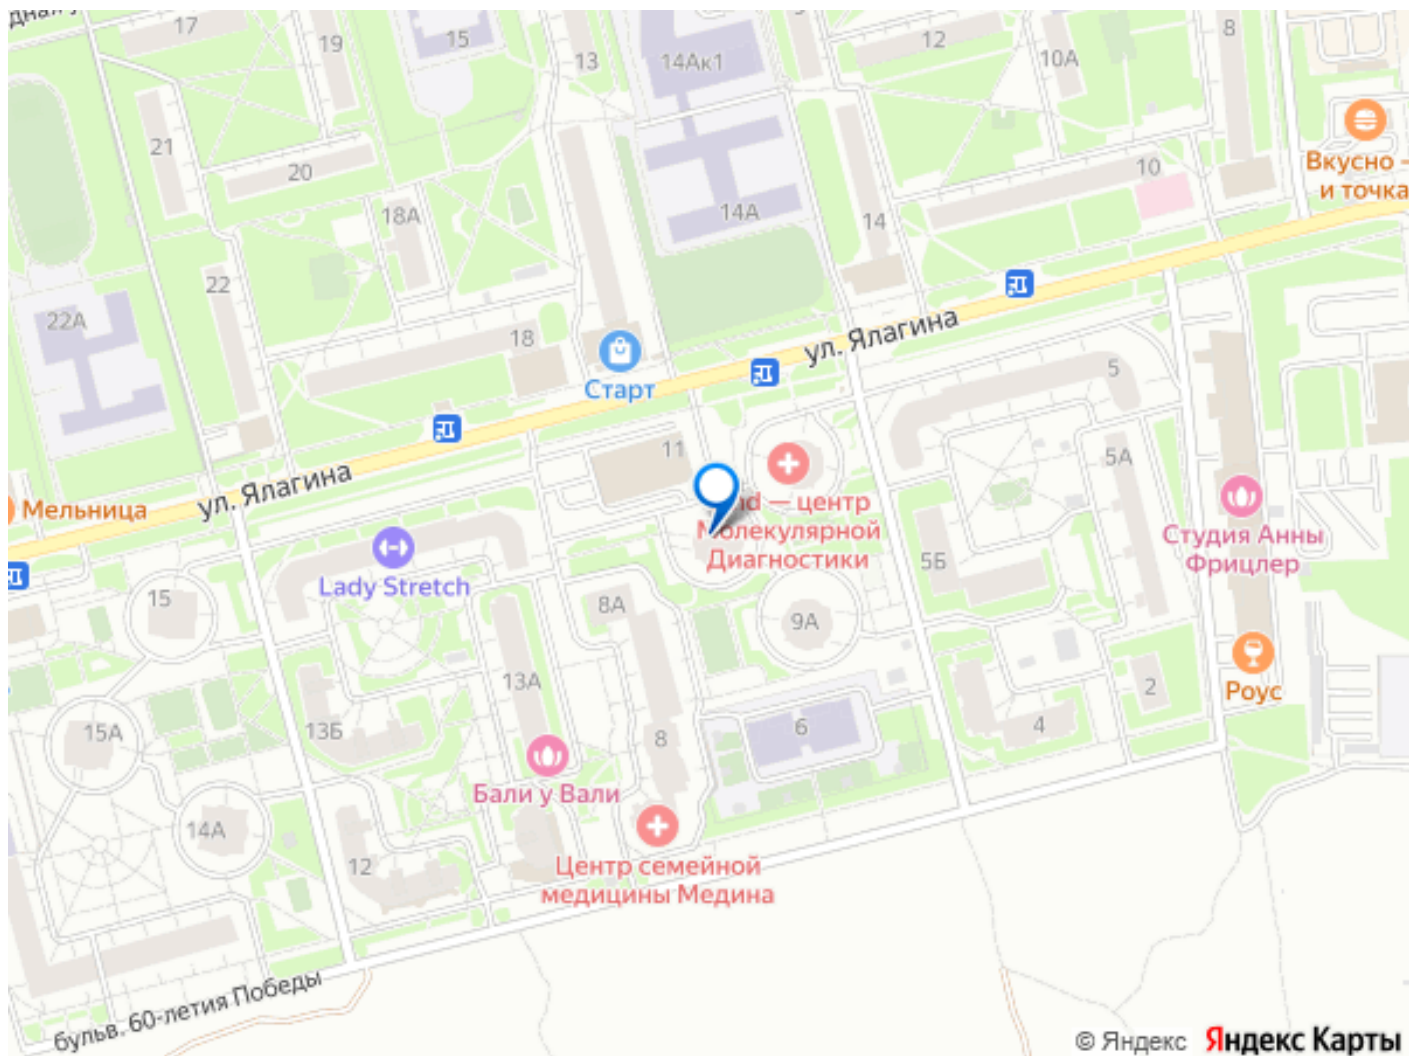 17
19
15
13
14Ак1
12
10А
8
Вкусно –
и точка
21
20
18А
14А
14
10
22
22А
18
Старт
ул. Ялагина
5
5А
11
ул. Ялагина
Мельница
Lady Stretch
— центр
Молекулярной
Диагностики
Студия Анны
Фрицлер
5Б
15
8А
9А
13А
13Б
15А
8
6
4
2
Роус
Бали у Вали
14А
12
Центр семейной
медицины Медина
бульв. 60-летия Победы
© Яндекс Яндекс Карты